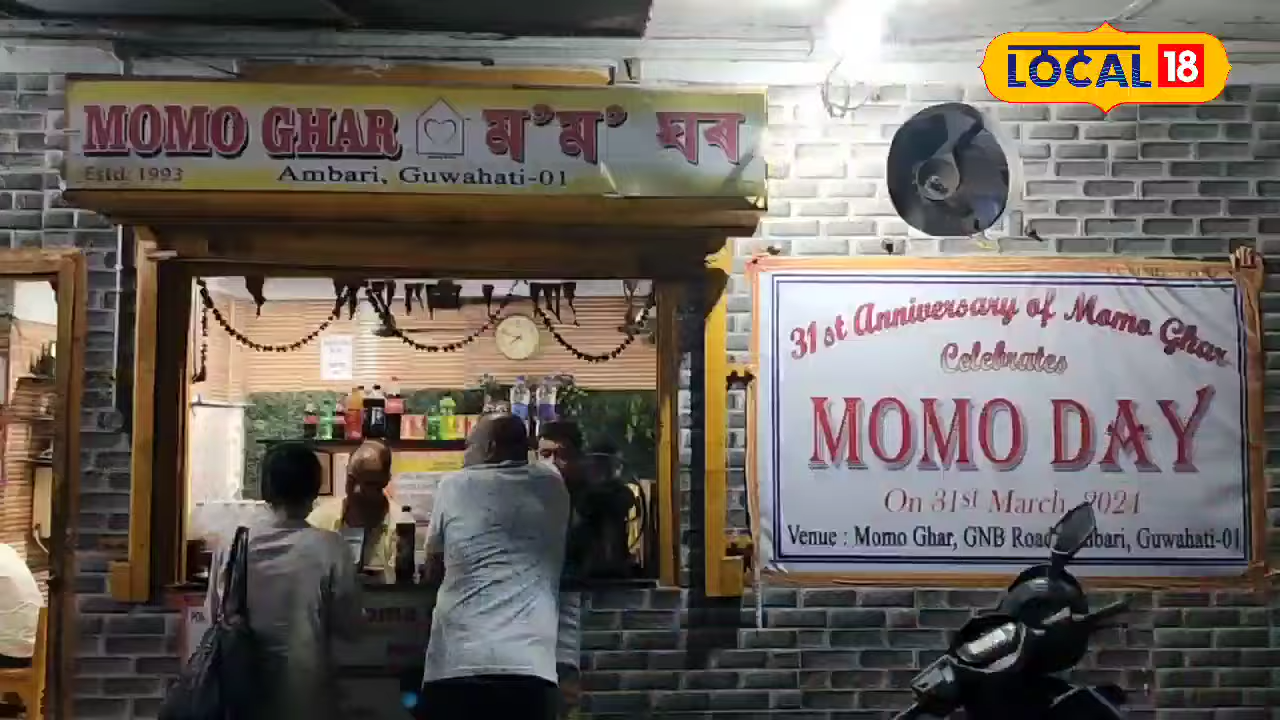 LOCAL 18
MOMO GHAR ম'ম' ঘৰ
Estd. 1993
Ambari, Guwahati-01
31st Anniversary of Momo Ghar
Celebrates
MOMO DAY
On 31st March, 2024
Venue : Momo Ghar, GNB Road, Guwahati-01